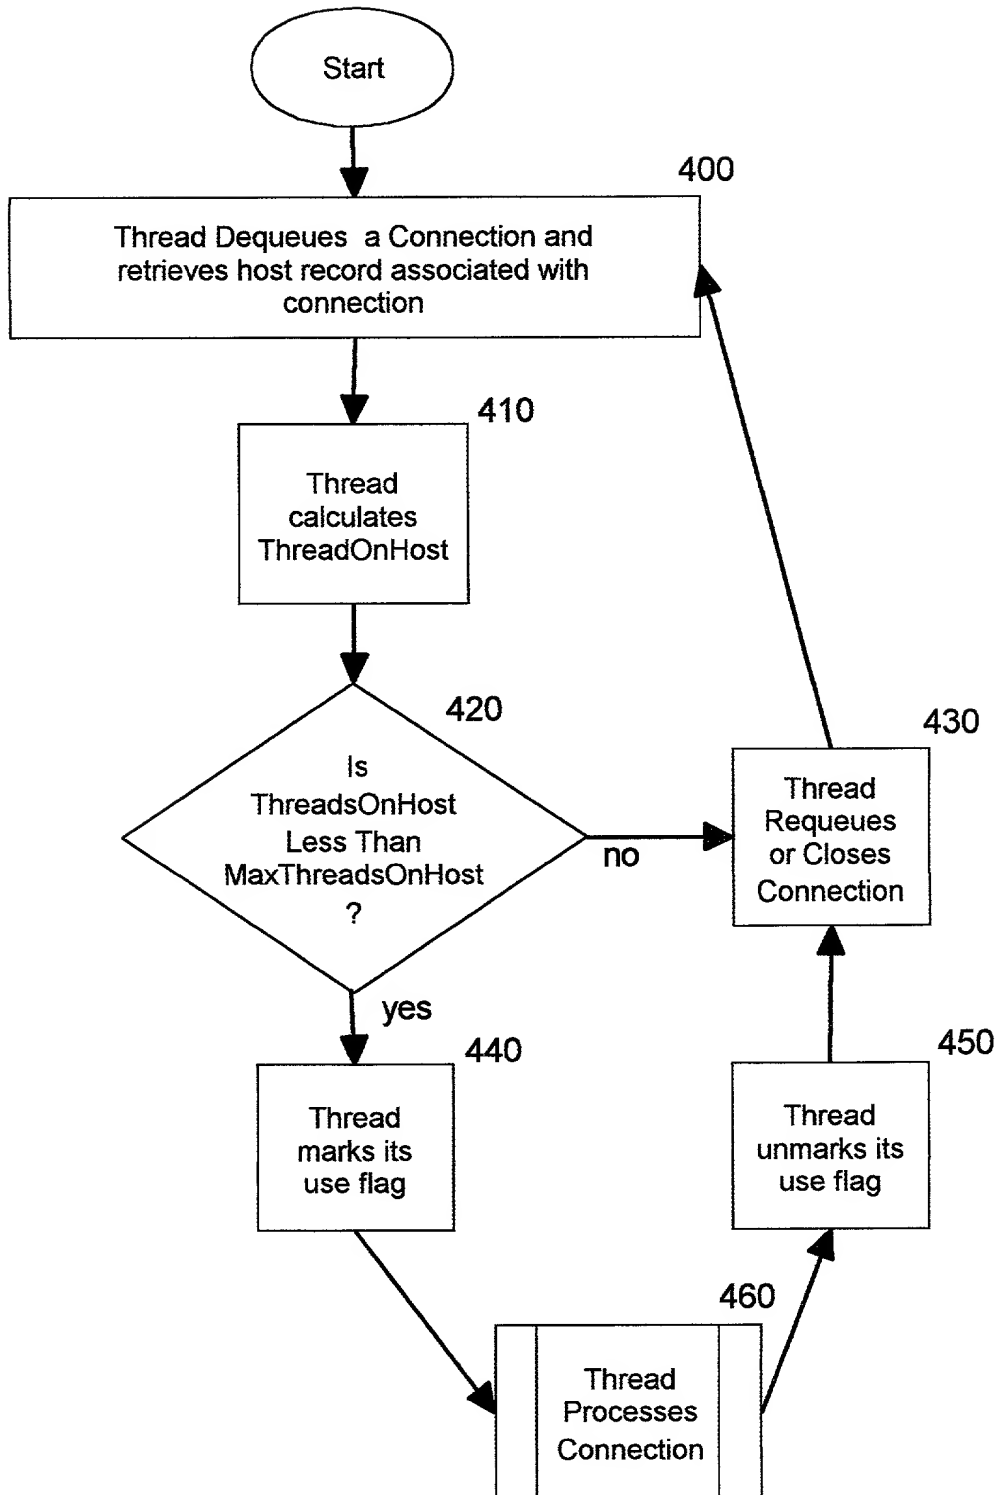 Start
400
Thread Dequeues a Connection and
retrieves host record associated with
connection
410
Thread
calculates
ThreadOnHost
420
Is
ThreadsOnHost
Less Than
MaxThreadsOnHost
?
no
430
Thread
Requeues
or Closes
Connection
yes
440
Thread
marks its
use flag
450
Thread
unmarks its
use flag
460
Thread
Processes
Connection